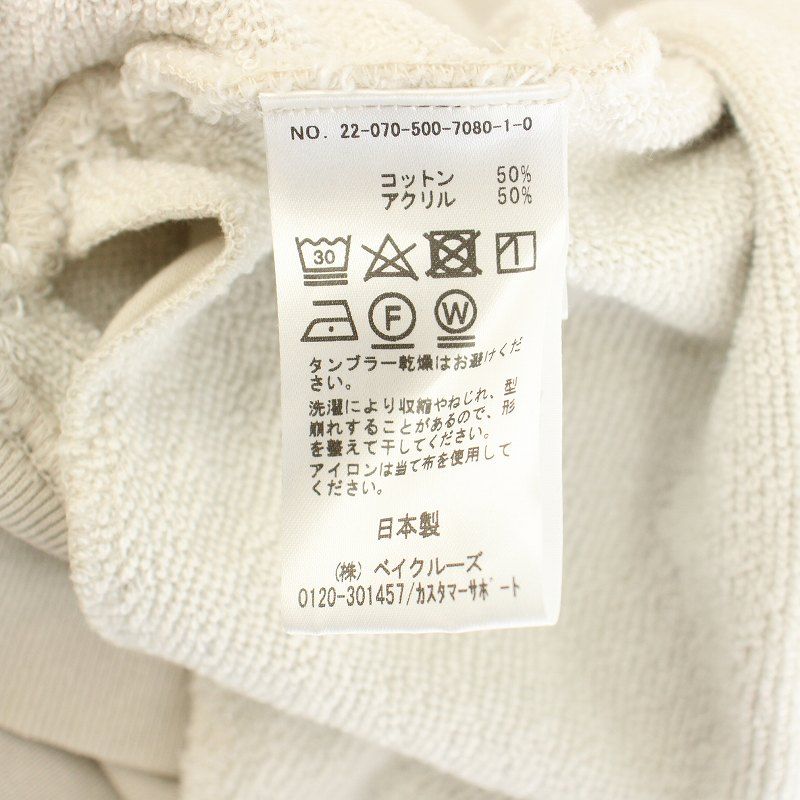 NO. 22-070-500-7080-1-0
コットン 50%
アクリル 50%
30
F W
タンブラー乾燥はお避けくだ
さい。
洗濯により収縮やねじれ、型
崩れすることがあるので、形
を整えて干してください。
アイロンは当て布を使用して
ください。
日本製
(株) ベイクルーズ
0120-301457/カスタマーサポート